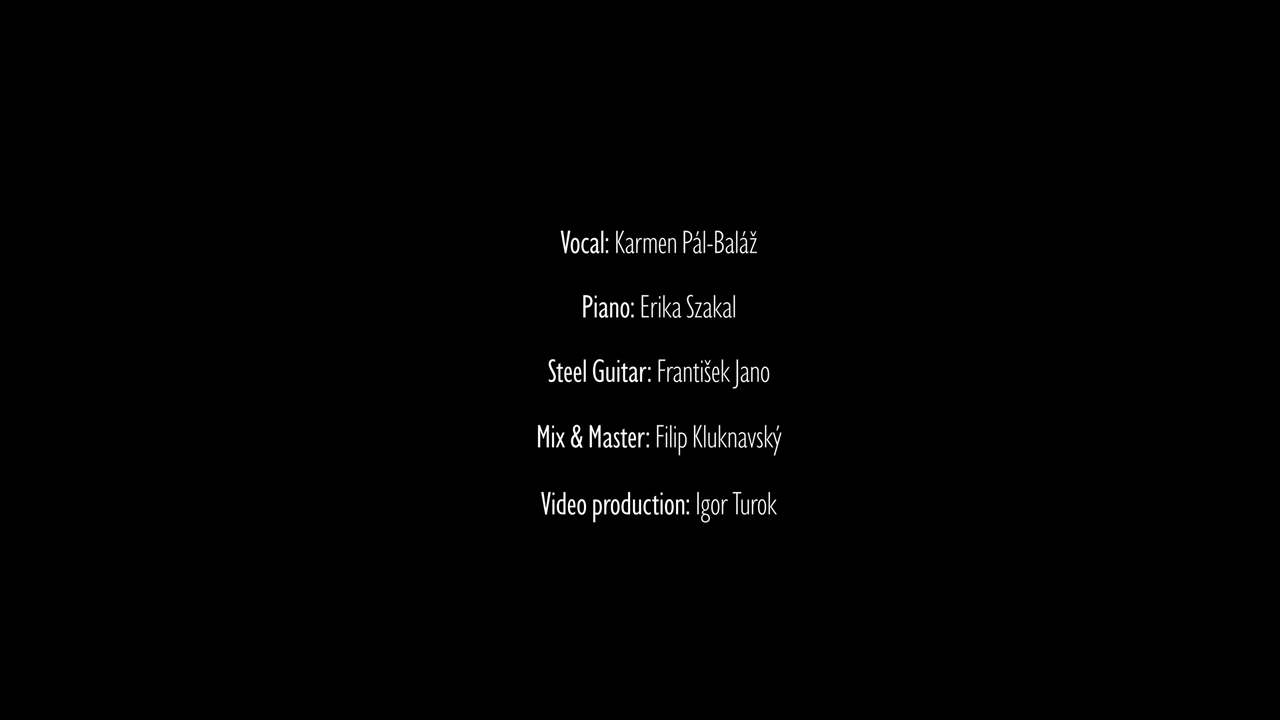 Vocal: Karmen Pál-Baláž
Piano: Erika Szakal
Steel Guitar: František Jano
Mix & Master: Filip Kluknavský
Video production: Igor Turok